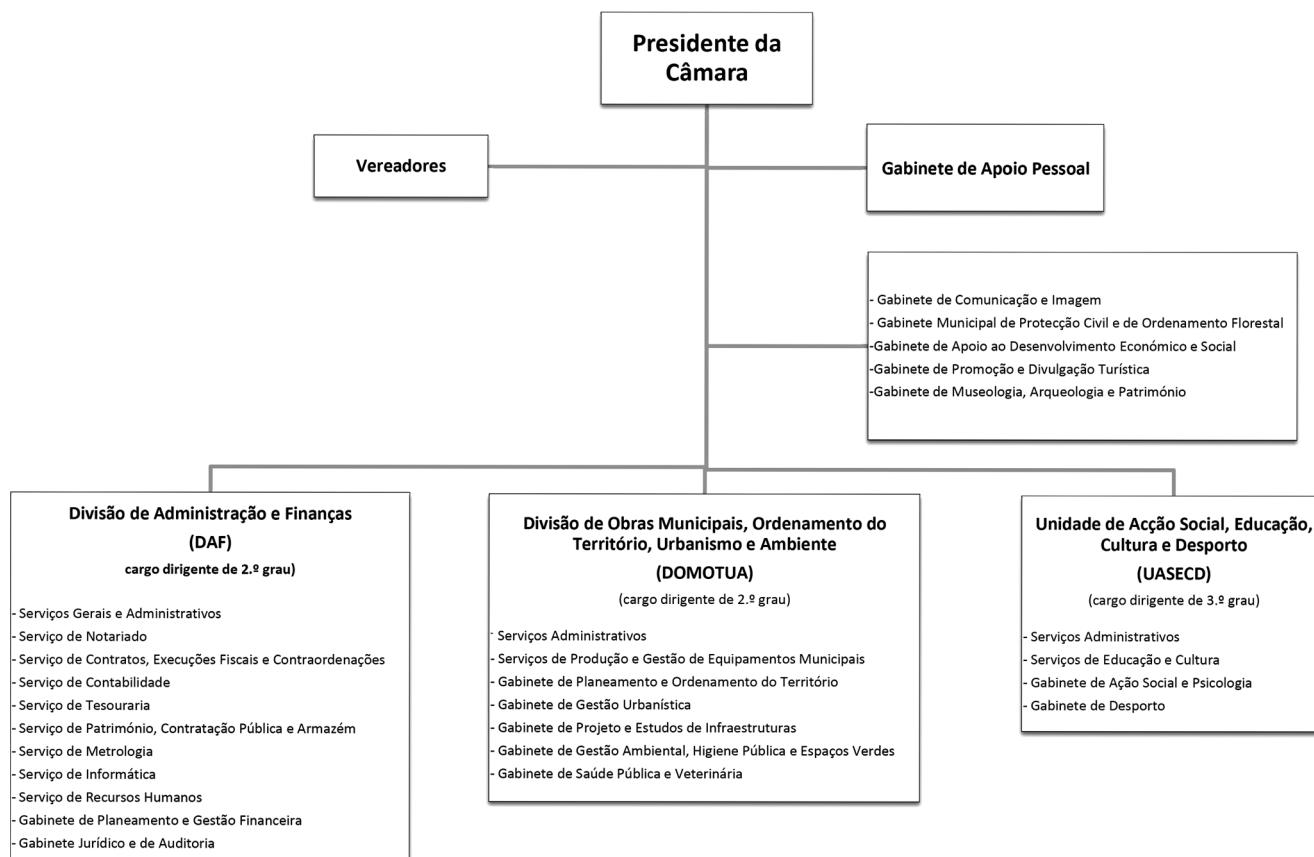 Presidente da
Câmara
Vereadores
Gabinete de Apoio Pessoal
- Gabinete de Comunicação e Imagem
- Gabinete Municipal de Protecção Civil e de Ordenamento Florestal
-Gabinete de Apoio ao Desenvolvimento Económico e Social
-Gabinete de Promoção e Divulgação Turística
-Gabinete de Museologia, Arqueologia e Património
Divisão de Administração e Finanças
(DAF)
cargo dirigente de 2.º grau)
- Serviços Gerais e Administrativos
- Serviço de Notariado
- Serviço de Contratos, Execuções Fiscais e Contraordenações
- Serviço de Contabilidade
- Serviço de Tesouraria
- Serviço de Património, Contratação Pública e Armazém
- Serviço de Metrologia
- Serviço de Informática
- Serviço de Recursos Humanos
- Gabinete de Planeamento e Gestão Financeira
- Gabinete Jurídico e de Auditoria
Divisão de Obras Municipais, Ordenamento do
Território, Urbanismo e Ambiente
(DOMOTUA)
(cargo dirigente de 2.º grau)
- Serviços Administrativos
- Serviços de Produção e Gestão de Equipamentos Municipais
- Gabinete de Planeamento e Ordenamento do Território
- Gabinete de Gestão Urbanística
- Gabinete de Projeto e Estudos de Infraestruturas
- Gabinete de Gestão Ambiental, Higiene Pública e Espaços Verdes
- Gabinete de Saúde Pública e Veterinária
Unidade de Acção Social, Educação,
Cultura e Desporto
(UASECD)
(cargo dirigente de 3.º grau)
- Serviços Administrativos
- Serviços de Educação e Cultura
- Gabinete de Ação Social e Psicologia
- Gabinete de Desporto